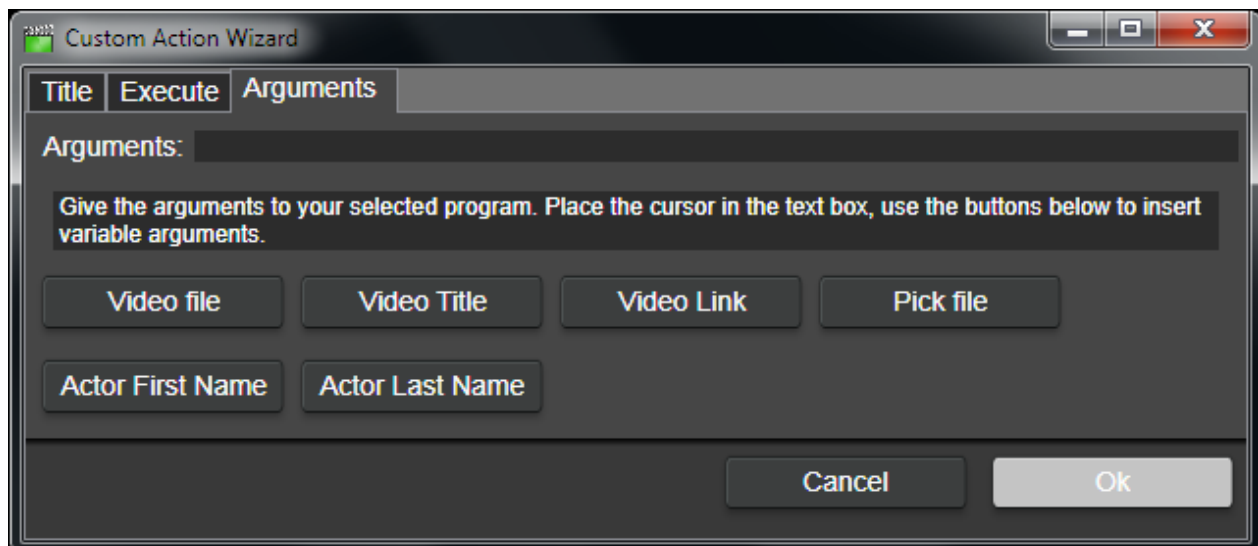 Custom Action Wizard
Title Execute Arguments
Arguments:
Give the arguments to your selected program. Place the cursor in the text box, use the buttons below to insert
variable arguments.
Video file Video Title Video Link Pick file
Actor First Name Actor Last Name
Cancel Ok